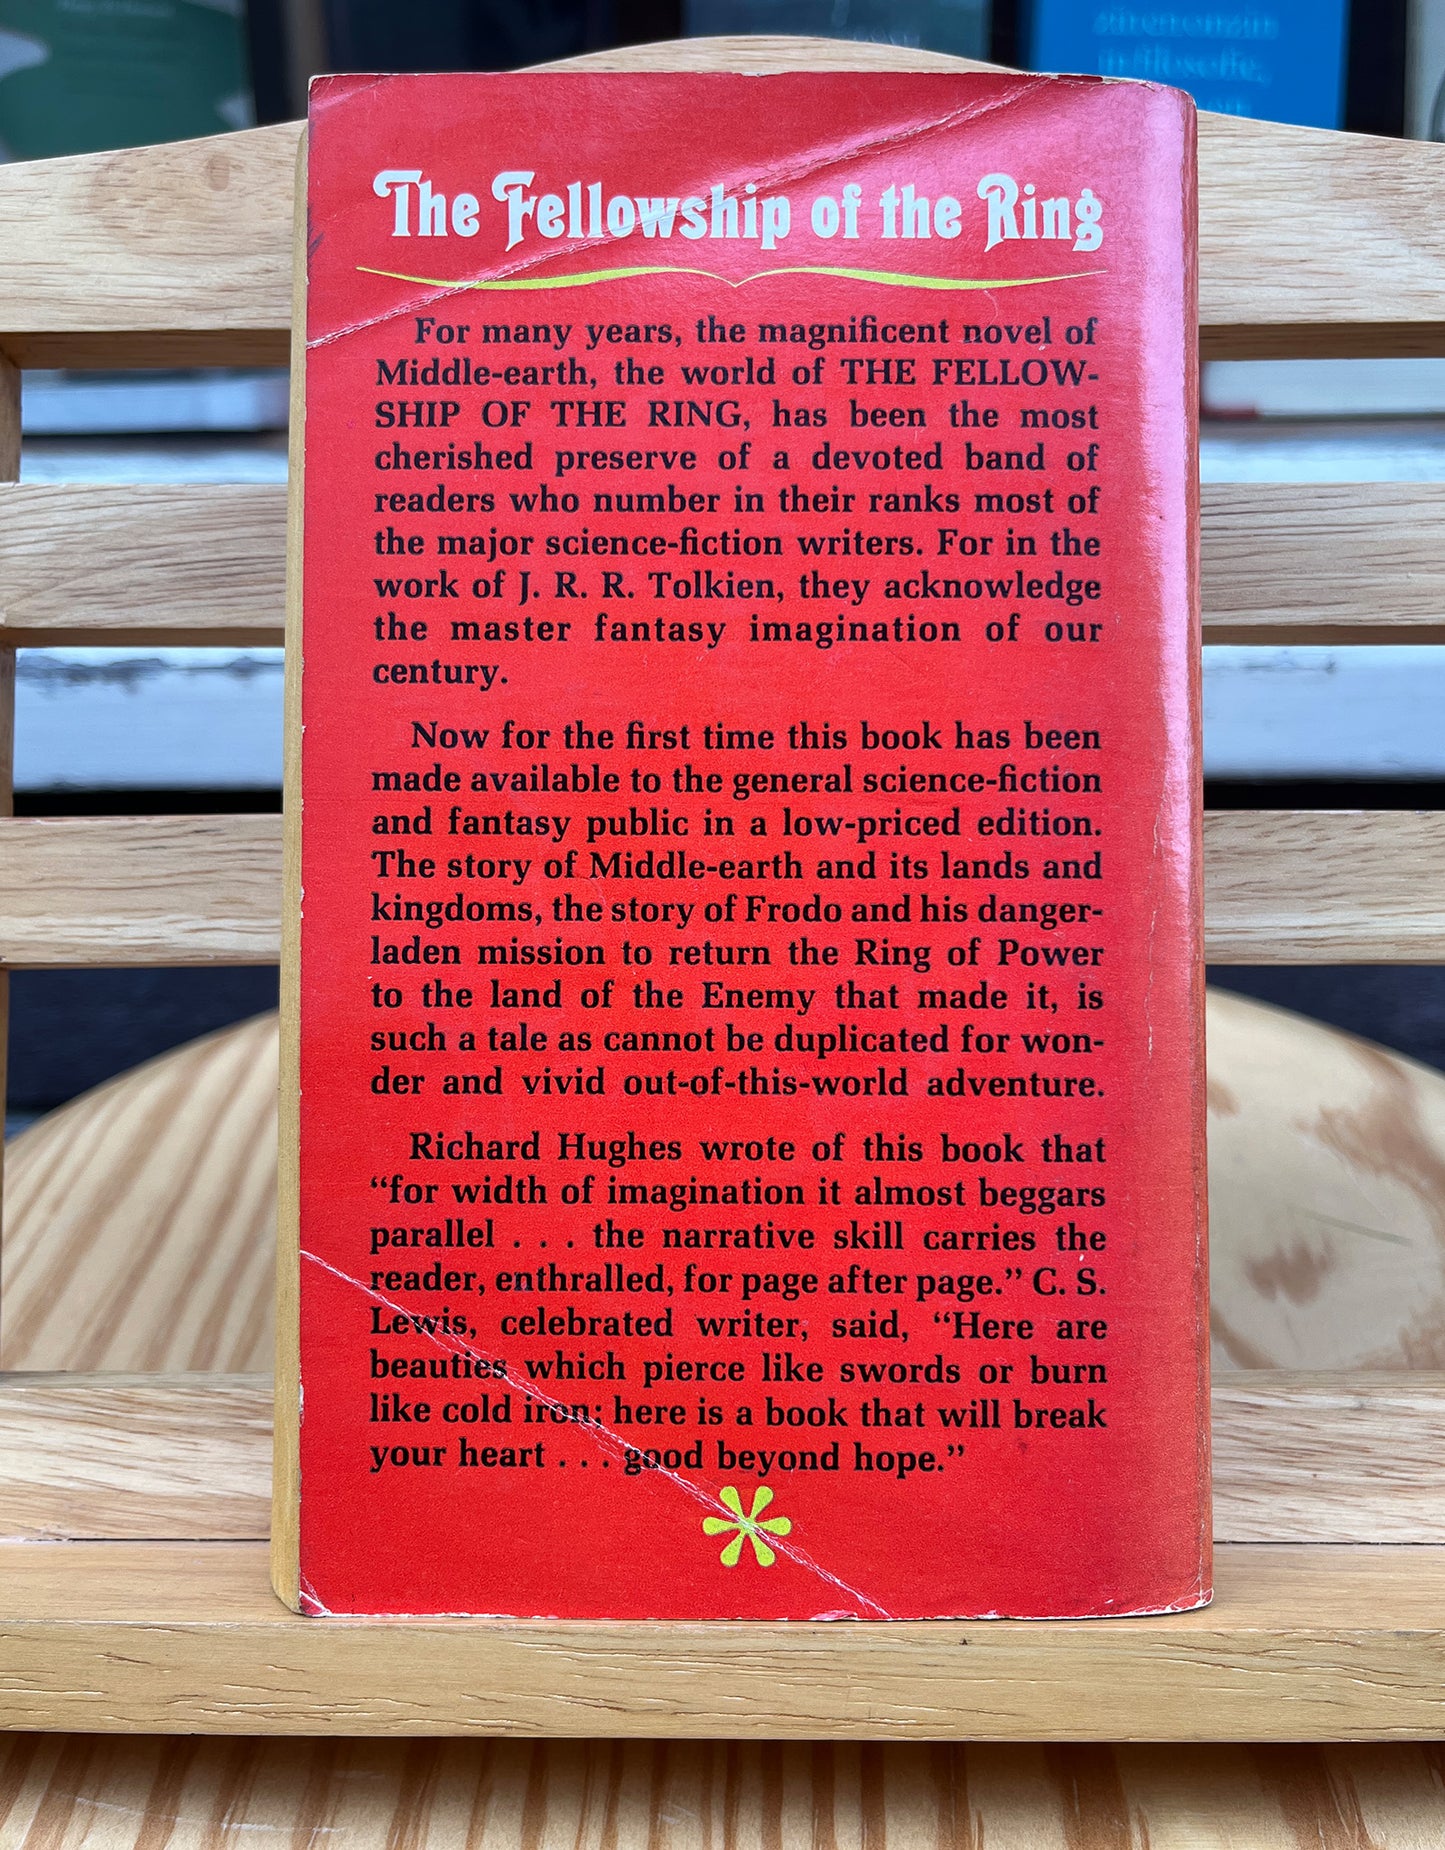 The Fellowship of the Ring
For many years, the magnificent novel of
Middle-earth, the world of THE FELLOW-
SHIP OF THE RING, has been the most
cherished preserve of a devoted band of
readers who number in their ranks most of
the major science-fiction writers. For in the
work of J. R. R. Tolkien, they acknowledge
the master fantasy imagination of our
century.
Now for the first time this book has been
made available to the general science-fiction
and fantasy public in a low-priced edition.
The story of Middle-earth and its lands and
kingdoms, the story of Frodo and his danger-
laden mission to return the Ring of Power
to the land of the Enemy that made it, is
such a tale as cannot be duplicated for won-
der and vivid out-of-this-world adventure.
Richard Hughes wrote of this book that
“for width of imagination it almost beggars
parallel . . . the narrative skill carries the
reader, enthralled, for page after page.” C. S.
Lewis, celebrated writer, said, “Here are
beauties which pierce like swords or burn
like cold iron; here is a book that will break
your heart . . . good beyond hope.”